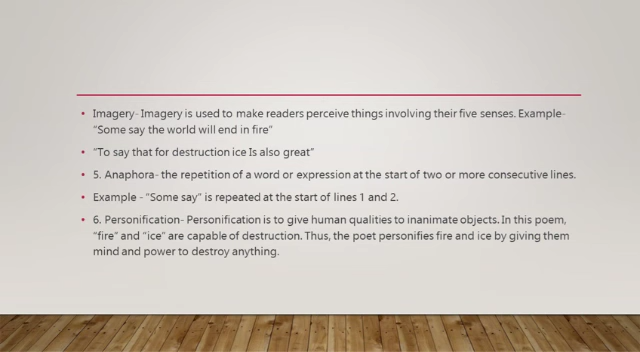 Imagery- Imagery is used to make readers perceive things involving their five senses. Example-
“Some say the world will end in fire”
“To say that for destruction ice Is also great”
5. Anaphora- the repetition of a word or expression at the start of two or more consecutive lines.
Example - “Some say” is repeated at the start of lines 1 and 2.
6. Personification- Personification is to give human qualities to inanimate objects. In this poem,
“fire” and “ice” are capable of destruction. Thus, the poet personifies fire and ice by giving them
mind and power to destroy anything.